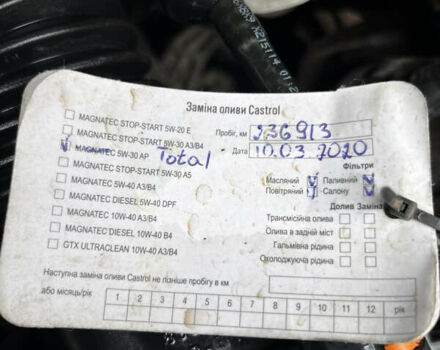 Заміна оливи Castrol
MAGNATEC STOP-START 5W-20 E
MAGNATEC STOP-START 5W-30 A3/B4
MAGNATEC 5W-30 AP Total
MAGNATEC STOP-START 5W-30 A5
MAGNATEC 5W-40 A3/B4
MAGNATEC DIESEL 5W-40 DPF
MAGNATEC 10W-40 A3/B4
MAGNATEC DIESEL 10W-40 B4
GTX ULTRACLEAN 10W-40 A3/B4
Пробіг, км 236913
Дата 10.03.2020
Фільтри
Масляний Паливний
Повітряний Салону
Долив Заміна
Трансмісійна олива
Олива в задній міст
Гальмівна рідина
Охолоджуюча рідина
Наступна заміна оливи Castrol не пізніше пробігу в км
або місяць/рік 1 2 3 4 5 6 7 8 9 10 11 12 рік